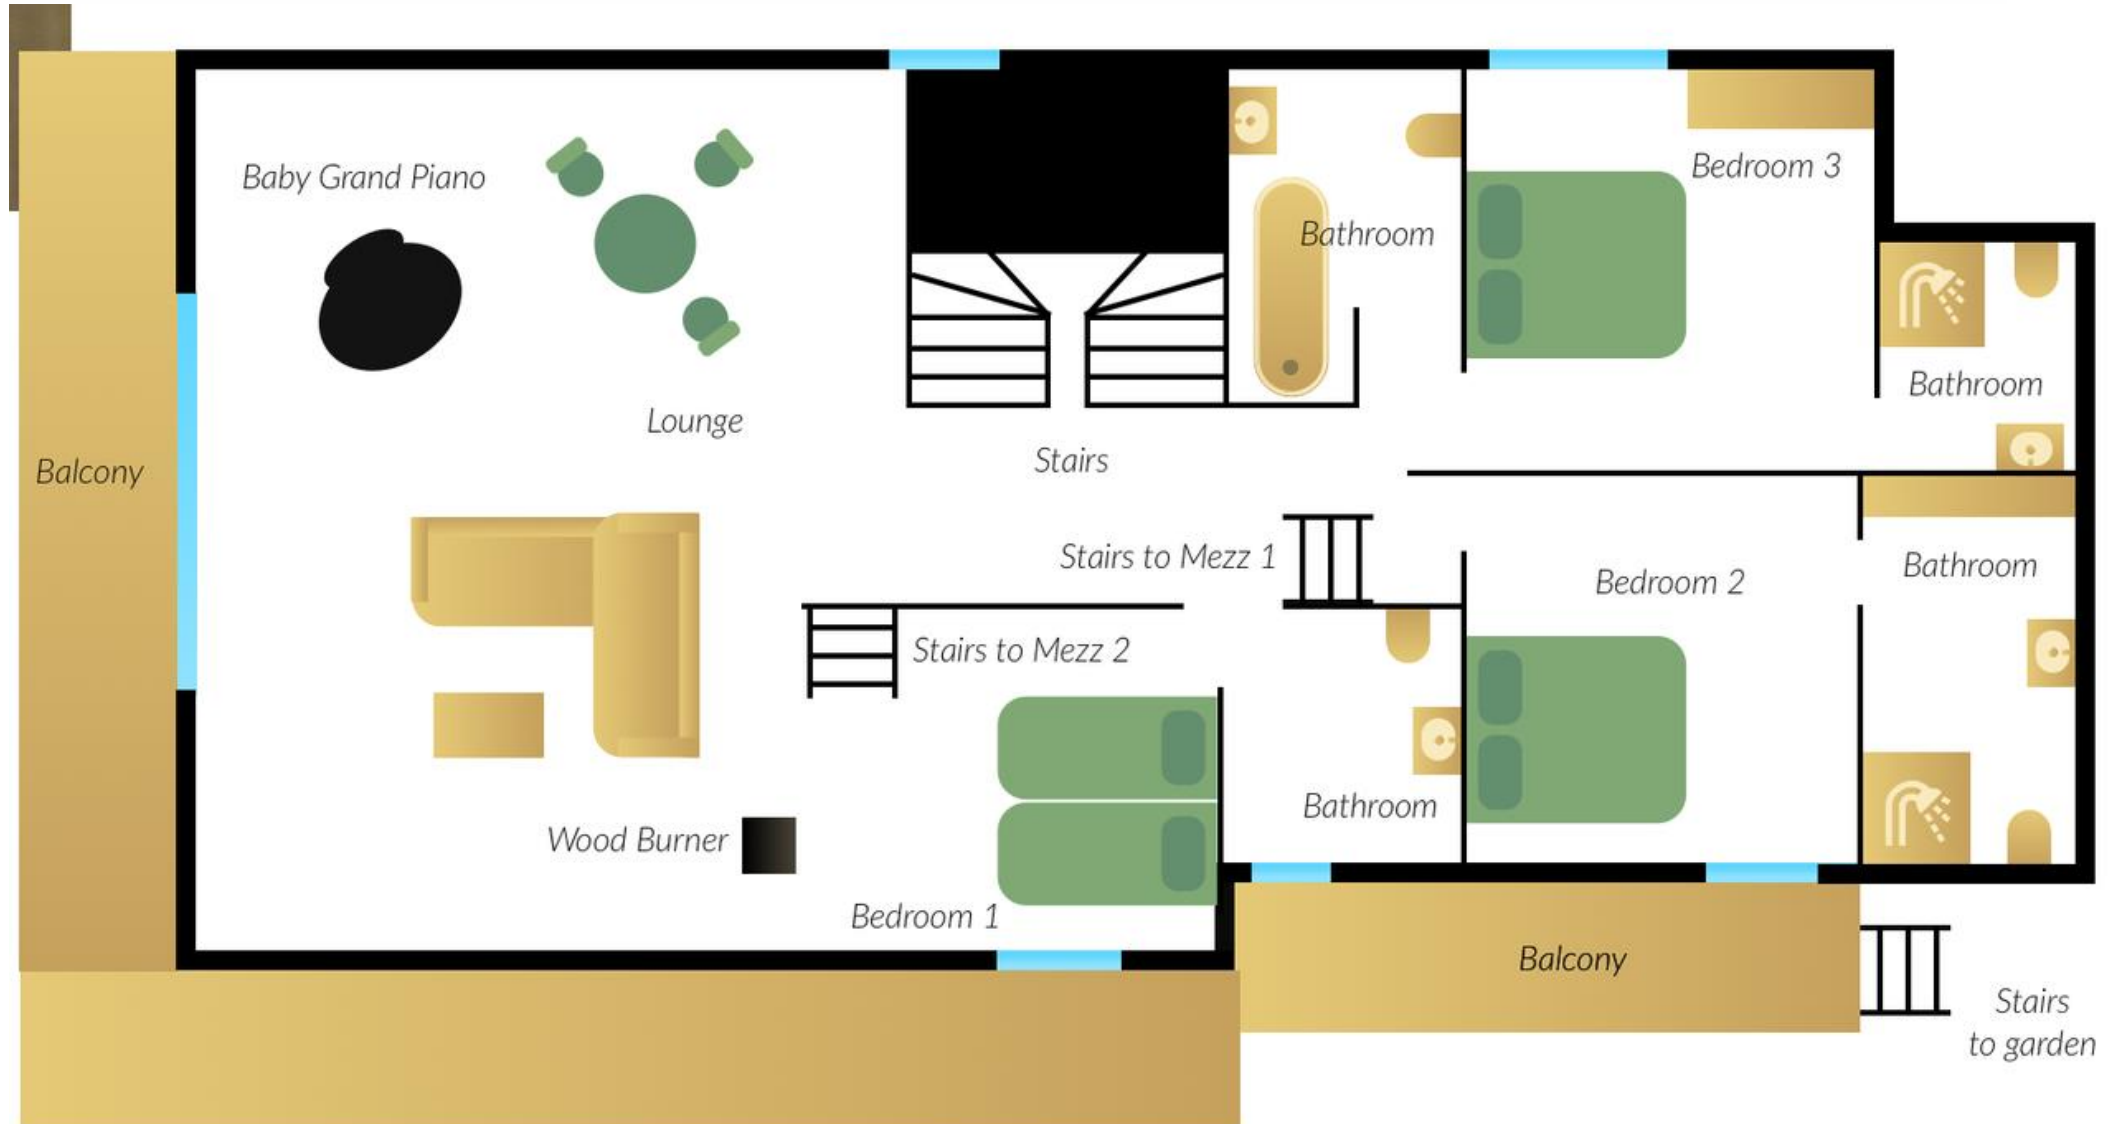 Baby Grand Piano
Bedroom 3
Bathroom
Bathroom
Lounge
Balcony
Stairs
Stairs to Mezz 1
Bathroom
Bedroom 2
Stairs to Mezz 2
Bathroom
Wood Burner
Bedroom 1
Balcony
Stairs
to garden